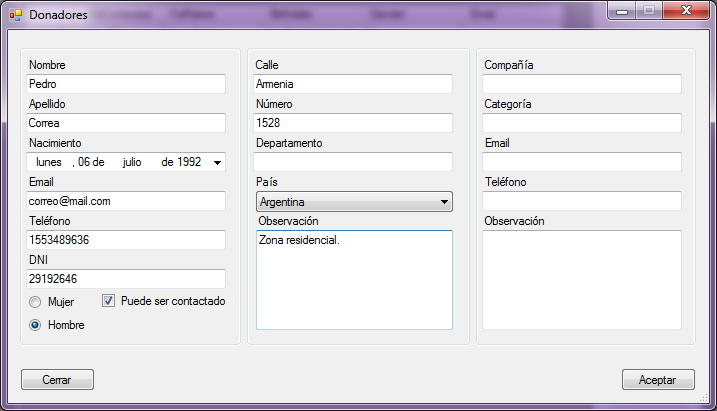 Donadores
Nombre
Pedro
Apellido
Correa
Nacimiento
lunes , 06 de julio de 1992
Email
correo@mail.com
Teléfono
1553489636
DNI
29192646
Mujer
Puede ser contactado
Hombre
Calle
Armenia
Número
1528
Departamento
País
Argentina
Observación
Zona residencial.
Compañía
Categoría
Email
Teléfono
Observación
Cerrar
Aceptar